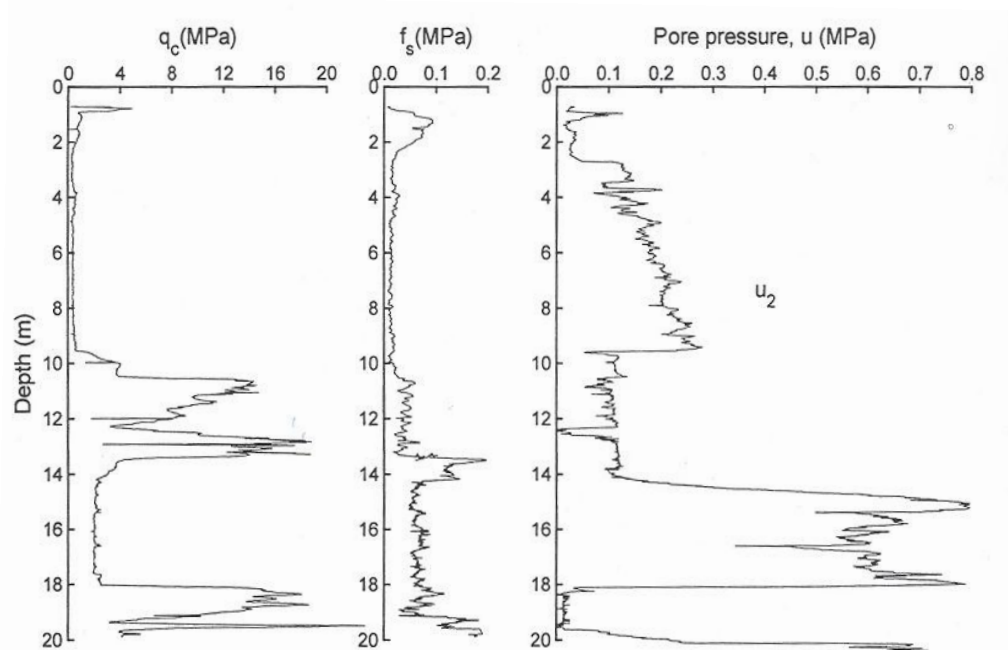 q_c(MPa) f_s(MPa) Pore pressure, u (MPa)
0 4 8 12 16 20 0.0 0.1 0.2 0.0 0.1 0.2 0.3 0.4 0.5 0.6 0.7 0.8
0 0 0
2 2 2
4 4 4
6 6 6
u₂
8 8 8
Depth (m)
10 10 10
12 12 12
14 14 14
16 16 16
18 18 18
20 20 20